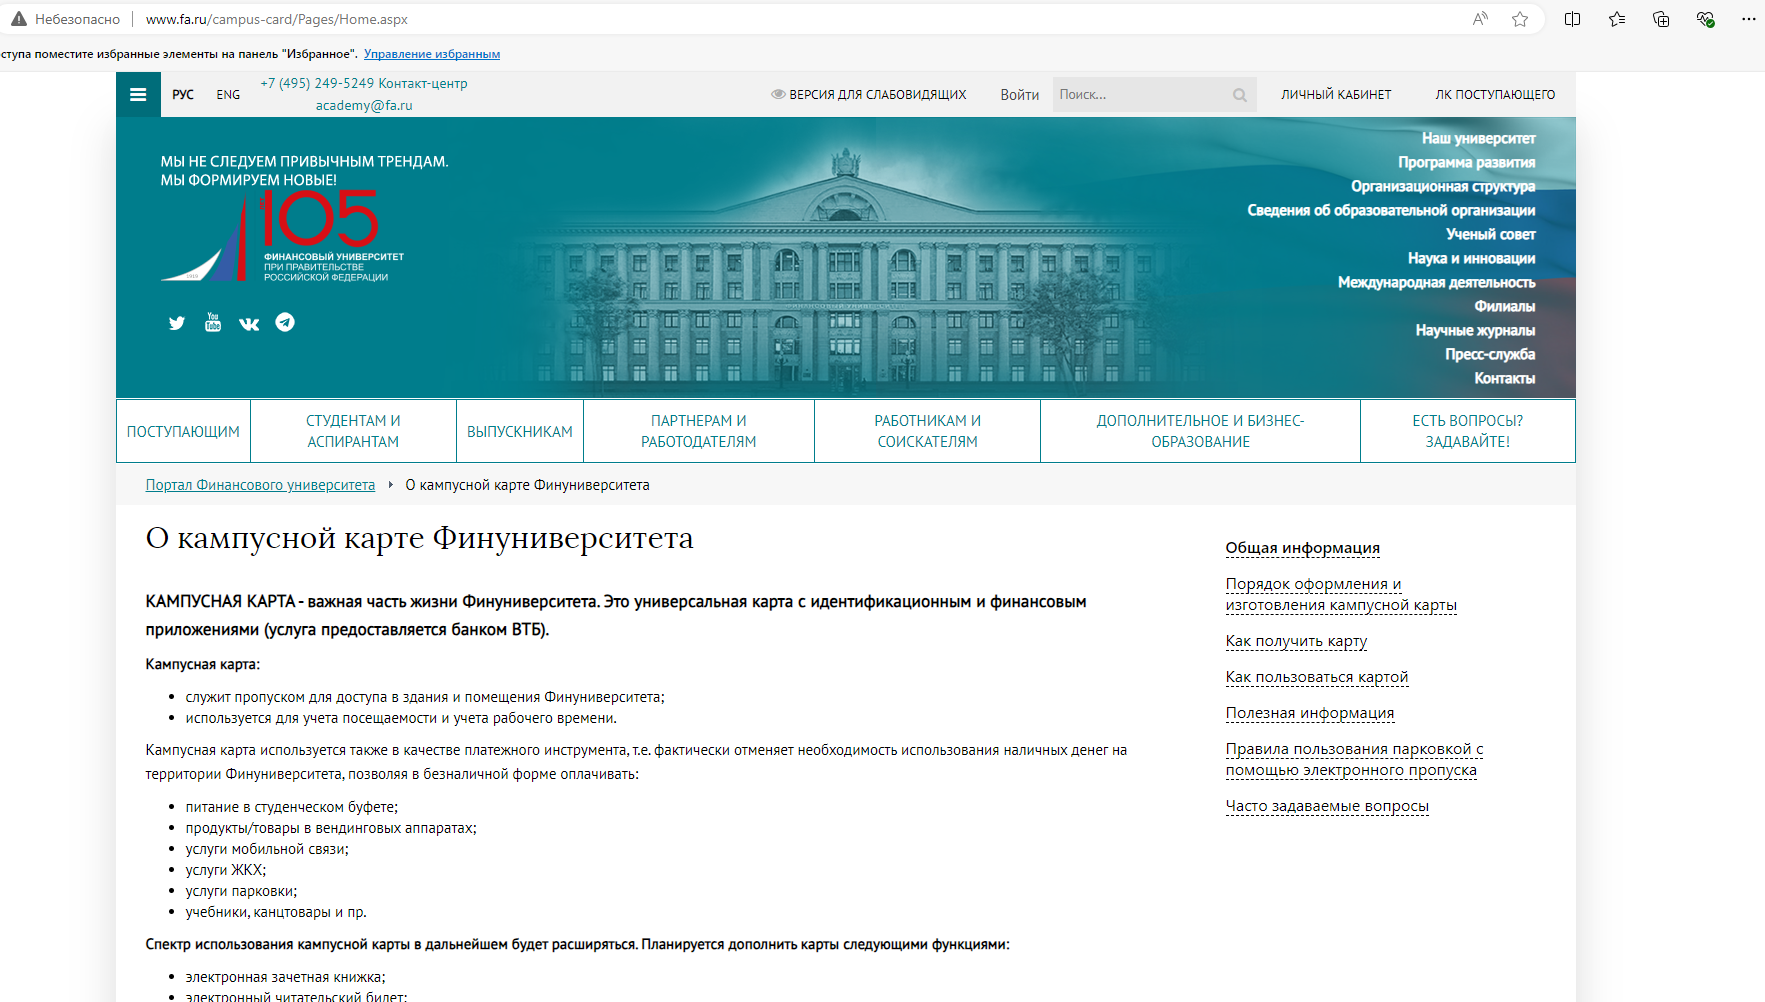 Небезопасно
www.fa.ru/campus-card/Pages/Home.aspx
ступа поместите избранные элементы на панель "Избранное". Управление избранным
РУС
ENG
+7 (495) 249-5249 Контакт-центр
academy@fa.ru
ВЕРСИЯ ДЛЯ СЛАБОВИДЯЩИХ
Войти
Поиск...
ЛИЧНЫЙ КАБИНЕТ
ЛК ПОСТУПАЮЩЕГО
МЫ НЕ СЛЕДУЕМ ПРИВЫЧНЫМ ТРЕНДАМ.
МЫ ФОРМИРУЕМ НОВЫЕ!
105
ФИНАНСОВЫЙ УНИВЕРСИТЕТ
ПРИ ПРАВИТЕЛЬСТВЕ
РОССИЙСКОЙ ФЕДЕРАЦИИ
You
Tube
Наш университет
Программа развития
Организационная структура
Сведения об образовательной организации
Ученый совет
Наука и инновации
Международная деятельность
Филиалы
Научные журналы
Пресс-служба
Контакты
ПОСТУПАЮЩИМ
СТУДЕНТАМ И
АСПИРАНТАМ
ВЫПУСКНИКАМ
ПАРТНЕРАМ И
РАБОТОДАТЕЛЯМ
РАБОТНИКАМ И
СОИСКАТЕЛЯМ
ДОПОЛНИТЕЛЬНОЕ И БИЗНЕС-
ОБРАЗОВАНИЕ
ЕСТЬ ВОПРОСЫ?
ЗАДАВАЙТЕ!
Портал Финансового университета
О кампусной карте Финуниверситета
О кампусной карте Финуниверситета
КАМПУСНАЯ КАРТА - важная часть жизни Финуниверситета. Это универсальная карта с идентификационным и финансовым
приложениями (услуга предоставляется банком ВТБ).
Кампусная карта:
служит пропуском для доступа в здания и помещения Финуниверситета;
используется для учета посещаемости и учета рабочего времени.
Кампусная карта используется также в качестве платежного инструмента, т.е. фактически отменяет необходимость использования наличных денег на
территории Финуниверситета, позволяя в безналичной форме оплачивать:
питание в студенческом буфете;
продукты/товары в вендинговых аппаратах;
услуги мобильной связи;
услуги ЖКХ;
услуги парковки;
учебники, канцтовары и пр.
Спектр использования кампусной карты в дальнейшем будет расширяться. Планируется дополнить карты следующими функциями:
электронная зачетная книжка;
электронный читательский билет;
Общая информация
Порядок оформления и
изготовления кампусной карты
Как получить карту
Как пользоваться картой
Полезная информация
Правила пользования парковкой с
помощью электронного пропуска
Часто задаваемые вопросы